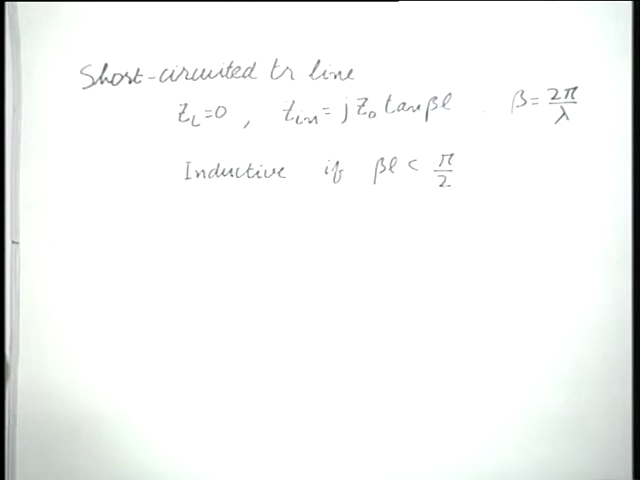 Short-circuited tr line
Z_L=0 , Z_in = j Z_0 tan βl . β = 2π/λ
Inductive if βl < π/2